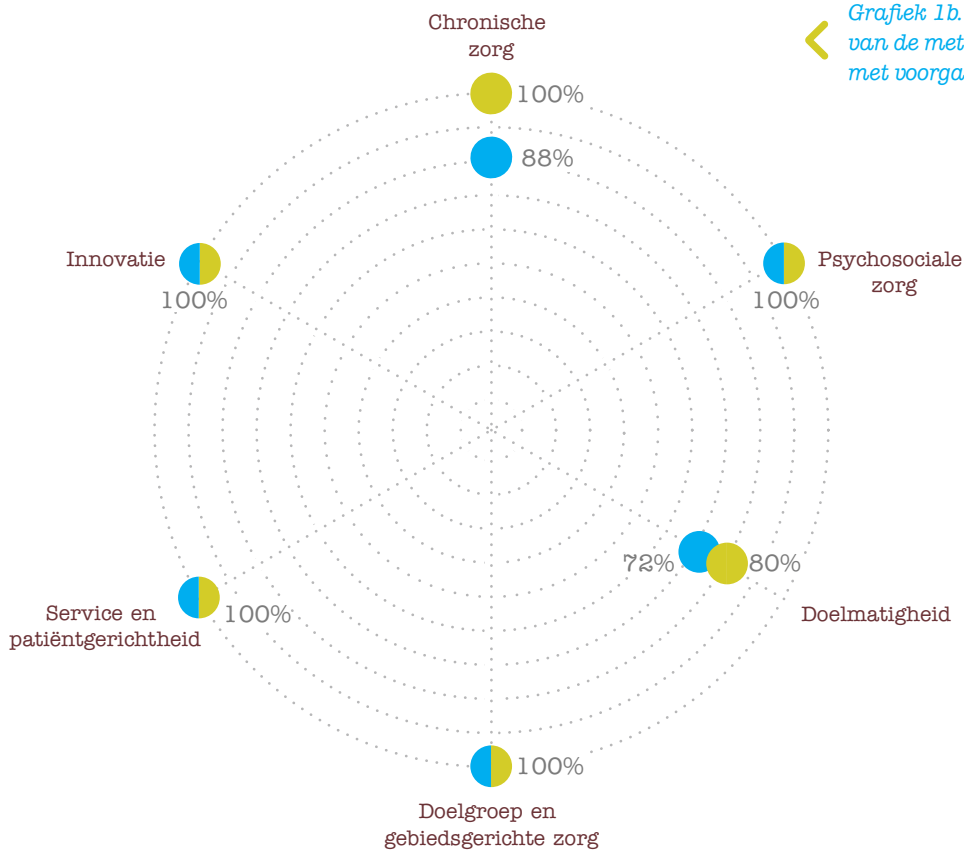 Chronische
zorg
Grafiek 1b.
van de met
met voorga
100%
88%
Innovatie
100%
Psychosociale
zorg
100%
72%
80%
Doelmatigheid
Service en
patiëntgerichtheid
100%
100%
Doelgroep en
gebiedsgerichte zorg